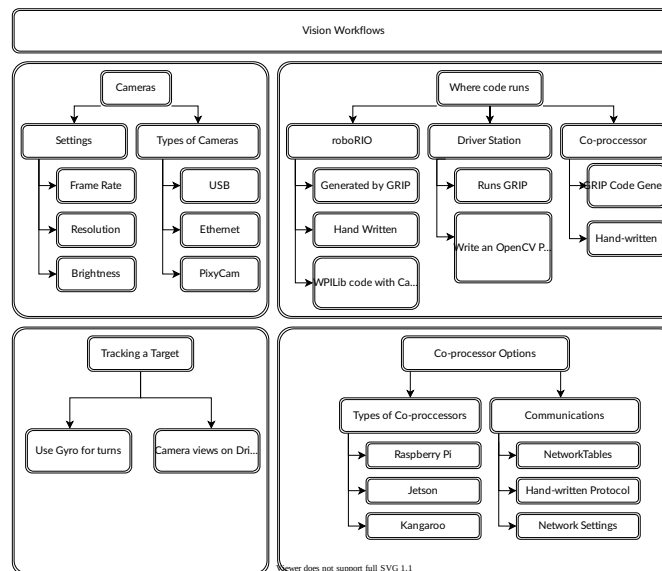 Vision Workflows
Cameras
Settings
Types of Cameras
Frame Rate
USB
Resolution
Ethernet
Brightness
PixyCam
Where code runs
roboRIO
Driver Station
Co-proccessor
Generated by GRIP
Runs GRIP
GRIP Code Gene
Hand Written
Write an OpenCV P...
Hand-written
WPILib code with Ca...
Tracking a Target
Use Gyro for turns
Camera views on Dri...
Co-processor Options
Types of Co-proccessors
Communications
Raspberry Pi
NetworkTables
Jetson
Hand-written Protocol
Kangaroo
Network Settings
Viewer does not support full SVG 1.1